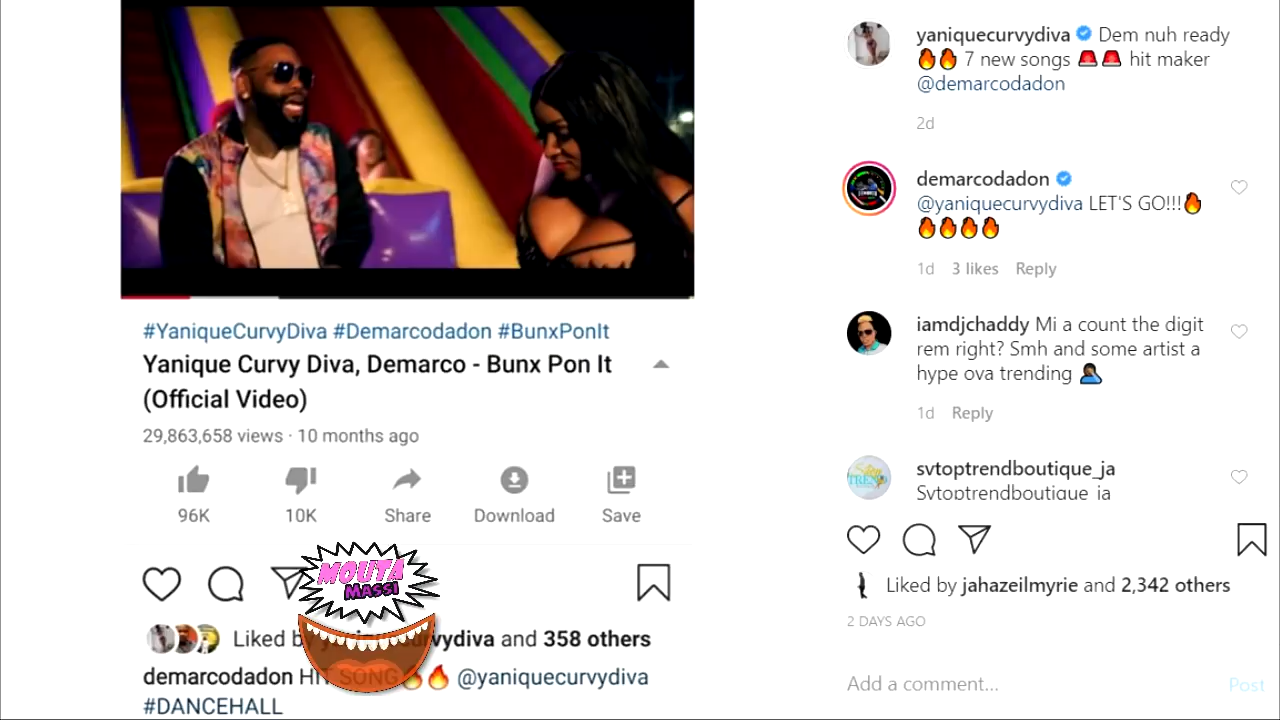 #YaniqueCurvyDiva #Demarcodadon #BunxPonIt
Yanique Curvy Diva, Demarco - Bunx Pon It
(Official Video)
29,863,658 views · 10 months ago
96K
10K
Share
Download
Save
MOUTA
MASSI
Liked by vydiva and 358 others
demarcodadon HIT SONG🔥🔥 @yaniquecurvydiva
#DANCEHALL
yaniquecurvydiva Dem nuh ready
🔥🔥 7 new songs 🚨🚨 hit maker
@demarcodadon
2d
demarcodadon
@yaniquecurvydiva LET'S GO!!!🔥
🔥🔥🔥🔥
1d 3 likes Reply
iamdjchaddy Mi a count the digit
rem right? Smh and some artist a
hype ova trending 🤦🏿‍♂️
1d Reply
svtoptrendboutique_ja
Svtoptrendboutique_ja
Liked by jahazeilmyrie and 2,342 others
2 DAYS AGO
Add a comment...
Post